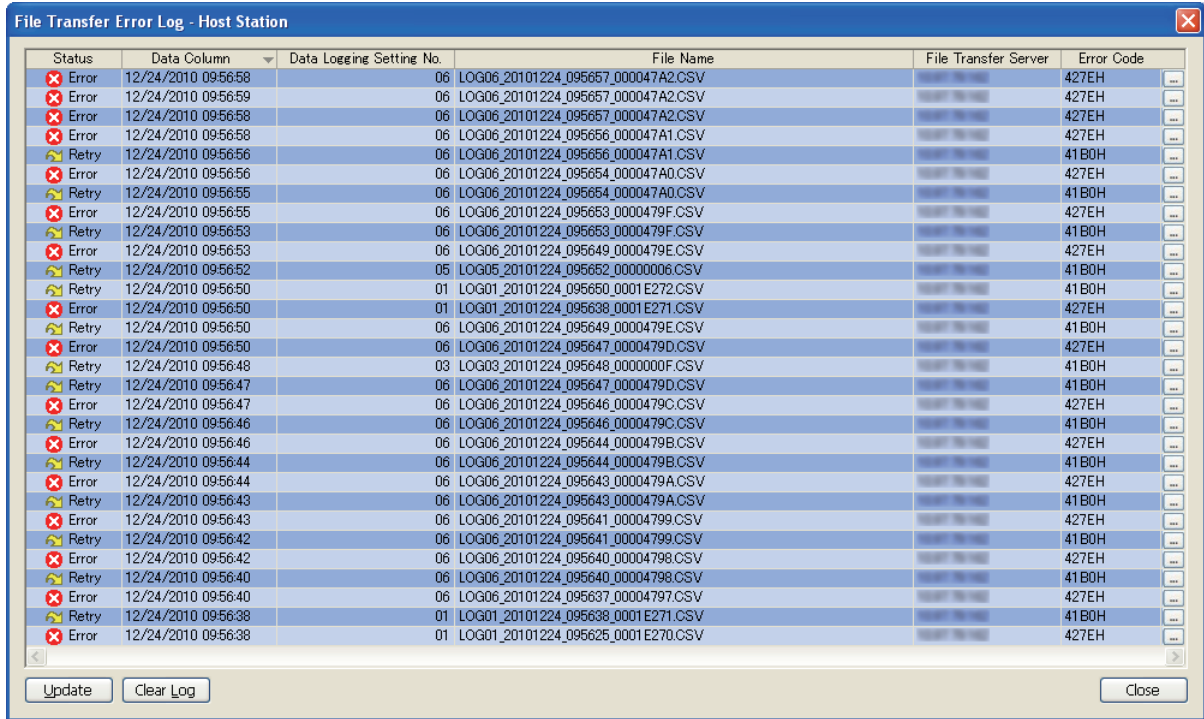 File Transfer Error Log - Host Station
Status Data Column Data Logging Setting No. File Name File Transfer Server Error Code
Error 12/24/2010 09:56:58 06 LOG06_20101224_095657_000047A2.CSV 427EH ...
Error 12/24/2010 09:56:59 06 LOG06_20101224_095657_000047A2.CSV 427EH ...
Error 12/24/2010 09:56:58 06 LOG06_20101224_095657_000047A2.CSV 427EH ...
Error 12/24/2010 09:56:58 06 LOG06_20101224_095656_000047A1.CSV 427EH ...
Retry 12/24/2010 09:56:56 06 LOG06_20101224_095656_000047A1.CSV 41B0H ...
Error 12/24/2010 09:56:56 06 LOG06_20101224_095654_000047A0.CSV 427EH ...
Retry 12/24/2010 09:56:55 06 LOG06_20101224_095654_000047A0.CSV 41B0H ...
Error 12/24/2010 09:56:55 06 LOG06_20101224_095653_0000479F.CSV 427EH ...
Retry 12/24/2010 09:56:53 06 LOG06_20101224_095653_0000479F.CSV 41B0H ...
Error 12/24/2010 09:56:53 06 LOG06_20101224_095649_0000479E.CSV 427EH ...
Retry 12/24/2010 09:56:52 05 LOG05_20101224_095652_00000006.CSV 41B0H ...
Retry 12/24/2010 09:56:50 01 LOG01_20101224_095650_0001E272.CSV 41B0H ...
Error 12/24/2010 09:56:50 01 LOG01_20101224_095638_0001E271.CSV 427EH ...
Retry 12/24/2010 09:56:50 06 LOG06_20101224_095649_0000479E.CSV 41B0H ...
Error 12/24/2010 09:56:50 06 LOG06_20101224_095647_0000479D.CSV 427EH ...
Retry 12/24/2010 09:56:48 03 LOG03_20101224_095648_0000000F.CSV 41B0H ...
Retry 12/24/2010 09:56:47 06 LOG06_20101224_095647_0000479D.CSV 41B0H ...
Error 12/24/2010 09:56:47 06 LOG06_20101224_095646_0000479C.CSV 427EH ...
Retry 12/24/2010 09:56:46 06 LOG06_20101224_095646_0000479C.CSV 41B0H ...
Error 12/24/2010 09:56:46 06 LOG06_20101224_095644_0000479B.CSV 427EH ...
Retry 12/24/2010 09:56:44 06 LOG06_20101224_095644_0000479B.CSV 41B0H ...
Error 12/24/2010 09:56:44 06 LOG06_20101224_095643_0000479A.CSV 427EH ...
Retry 12/24/2010 09:56:43 06 LOG06_20101224_095643_0000479A.CSV 41B0H ...
Error 12/24/2010 09:56:43 06 LOG06_20101224_095641_00004799.CSV 427EH ...
Retry 12/24/2010 09:56:42 06 LOG06_20101224_095641_00004799.CSV 41B0H ...
Error 12/24/2010 09:56:42 06 LOG06_20101224_095640_00004798.CSV 427EH ...
Retry 12/24/2010 09:56:40 06 LOG06_20101224_095640_00004798.CSV 41B0H ...
Error 12/24/2010 09:56:40 06 LOG06_20101224_095637_00004797.CSV 427EH ...
Retry 12/24/2010 09:56:38 01 LOG01_20101224_095638_0001E271.CSV 41B0H ...
Error 12/24/2010 09:56:38 01 LOG01_20101224_095625_0001E270.CSV 427EH ...
Update Clear Log Close